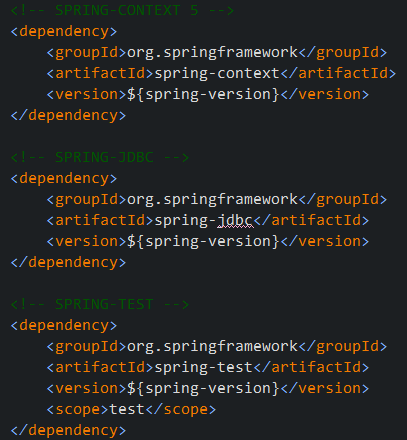 <!-- SPRING-CONTEXT 5 -->
<dependency>
    <groupId>org.springframework</groupId>
    <artifactId>spring-context</artifactId>
    <version>${spring-version}</version>
</dependency>

<!-- SPRING-JDBC -->
<dependency>
    <groupId>org.springframework</groupId>
    <artifactId>spring-jdbc</artifactId>
    <version>${spring-version}</version>
</dependency>

<!-- SPRING-TEST -->
<dependency>
    <groupId>org.springframework</groupId>
    <artifactId>spring-test</artifactId>
    <version>${spring-version}</version>
    <scope>test</scope>
</dependency>